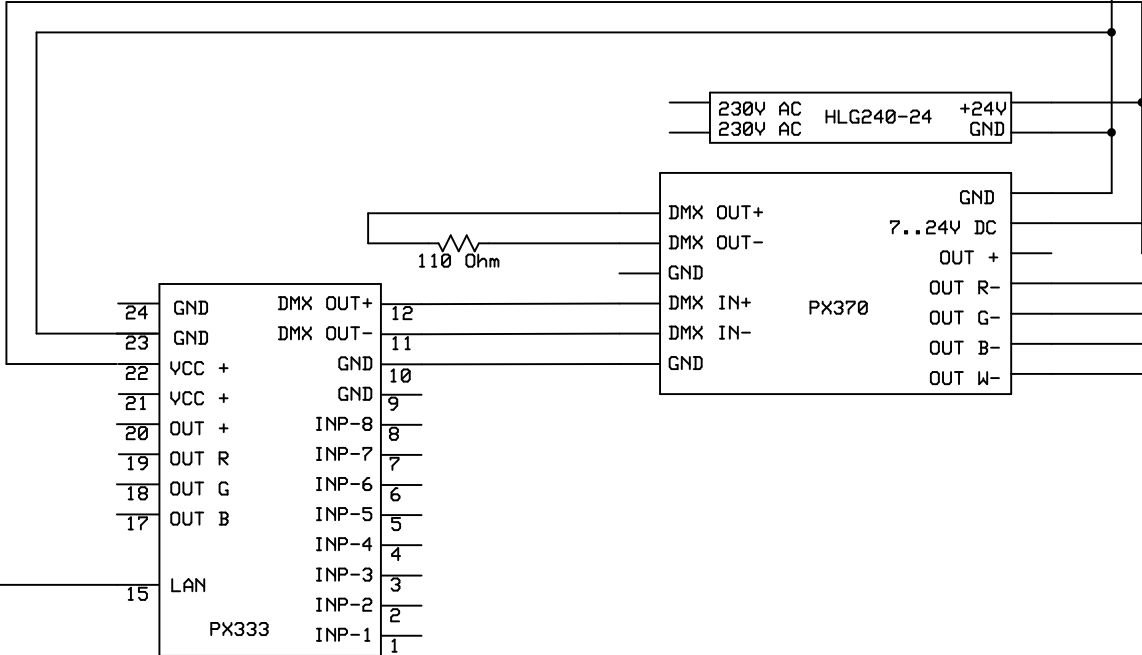 230V AC HLG240-24 +24V
230V AC GND
GND
DMX OUT+ 7..24V DC
DMX OUT- OUT +
110 Ohm
GND OUT R-
DMX IN+ PX370 OUT G-
DMX IN- OUT B-
GND OUT W-
24 GND DMX OUT+ 12
23 GND DMX OUT- 11
22 VCC + GND 10
21 VCC + GND 9
20 OUT + INP-8 8
19 OUT R INP-7 7
18 OUT G INP-6 6
17 OUT B INP-5 5
INP-4 4
15 LAN INP-3 3
INP-2 2
PX333 INP-1 1